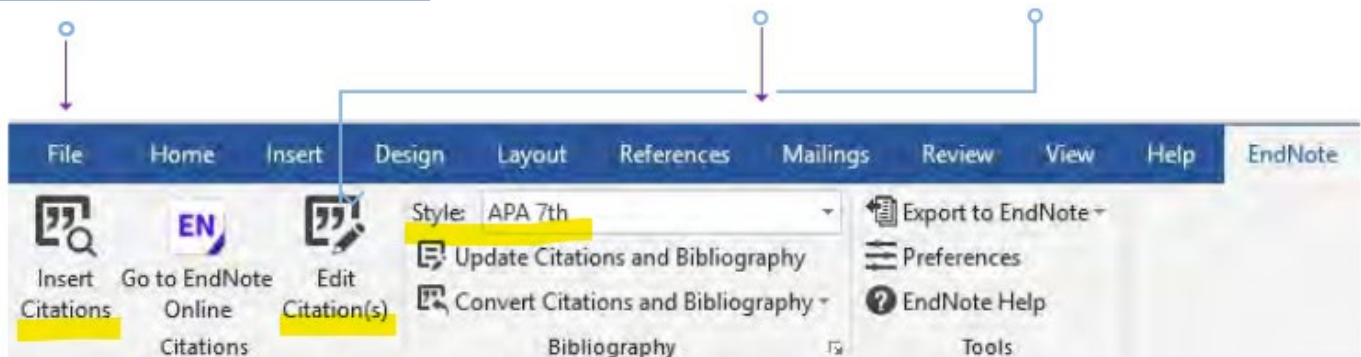 File Home Insert Design Layout References Mailings Review View Help EndNote
EN
Insert Citations
Go to EndNote Online
Edit Citation(s)
Citations
Style: APA 7th
Update Citations and Bibliography
Convert Citations and Bibliography
Bibliography
Export to EndNote
Preferences
EndNote Help
Tools